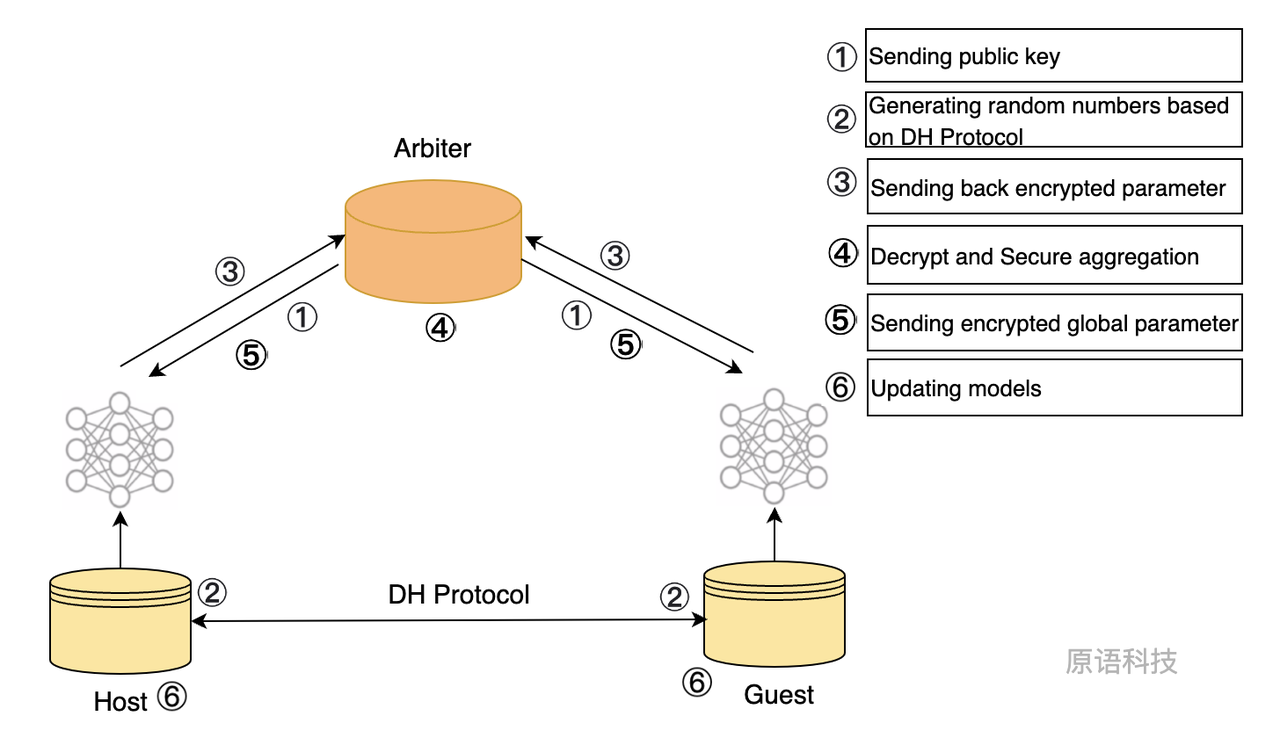 ① Sending public key
② Generating random numbers based
on DH Protocol
Arbiter
③ Sending back encrypted parameter
④ Decrypt and Secure aggregation
③
③
①
①
⑤ Sending encrypted global parameter
④
⑤
⑤
⑥ Updating models
②
DH Protocol
②
原语科技
Host ⑥
⑥ Guest